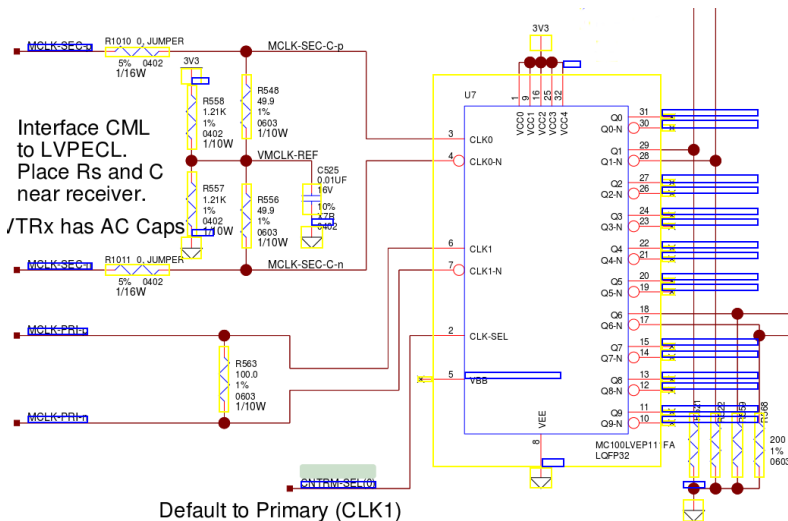 MCLK-SEC-p
R1010 0, JUMPER
5% 0402
1/16W
MCLK-SEC-C-p
3V3
R558
1.21K
1%
0402
1/10W
R548
49.9
1%
0603
1/10W
Interface CML
to LVPECL.
Place Rs and C
near receiver.
VTRx has AC Caps
VMCLK-REF
C525
0.01UF
16V
10%
X7R
0402
R557
1.21K
1%
0402
1/10W
R556
49.9
1%
0603
1/10W
R1011 0, JUMPER
5% 0402
1/16W
MCLK-SEC-C-n
MCLK-PRI-p
R563
100.0
1%
0603
1/10W
MCLK-PRI-n
CNTRM-SEL(0)
Default to Primary (CLK1)
3V3
U7
1 9 16 25 32
VCC0 VCC1 VCC2 VCC3 VCC4
3 CLK0
4 CLK0-N
6 CLK1
7 CLK1-N
2 CLK-SEL
5 VBB
VEE
8
Q0 31
Q0-N 30
Q1 29
Q1-N 28
Q2 27
Q2-N 26
Q3 24
Q3-N 23
Q4 22
Q4-N 21
Q5 20
Q5-N 19
Q6 18
Q6-N 17
Q7 15
Q7-N 14
Q8 13
Q8-N 12
Q9 11
Q9-N 10
MC100LVEP111FA
LQFP32
200
1%
0603